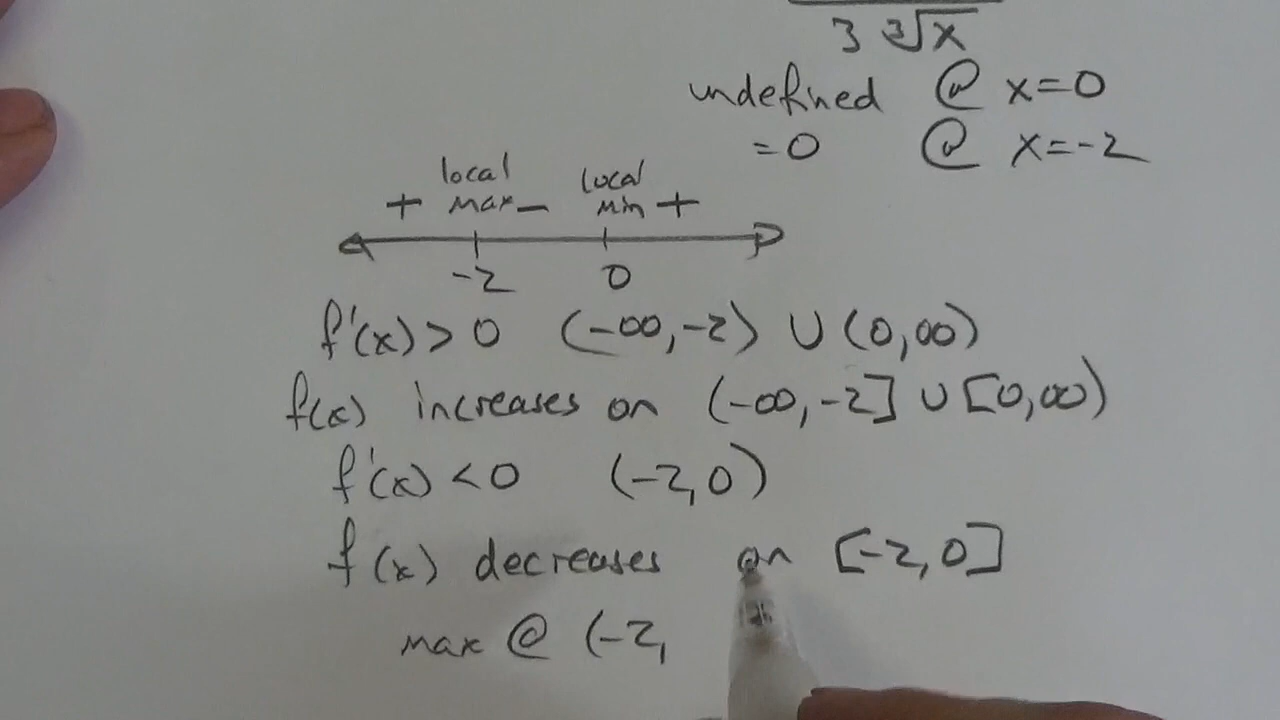 3 ∛x
undefined @ x=0
=0 @ x=-2
+ local max - local min +
-2 0
f'(x) > 0 (-∞,-2) ∪ (0,∞)
f(x) increases on (-∞,-2] ∪ [0,∞)
f'(x) < 0 (-2,0)
f(x) decreases on [-2,0]
max @ (-2,